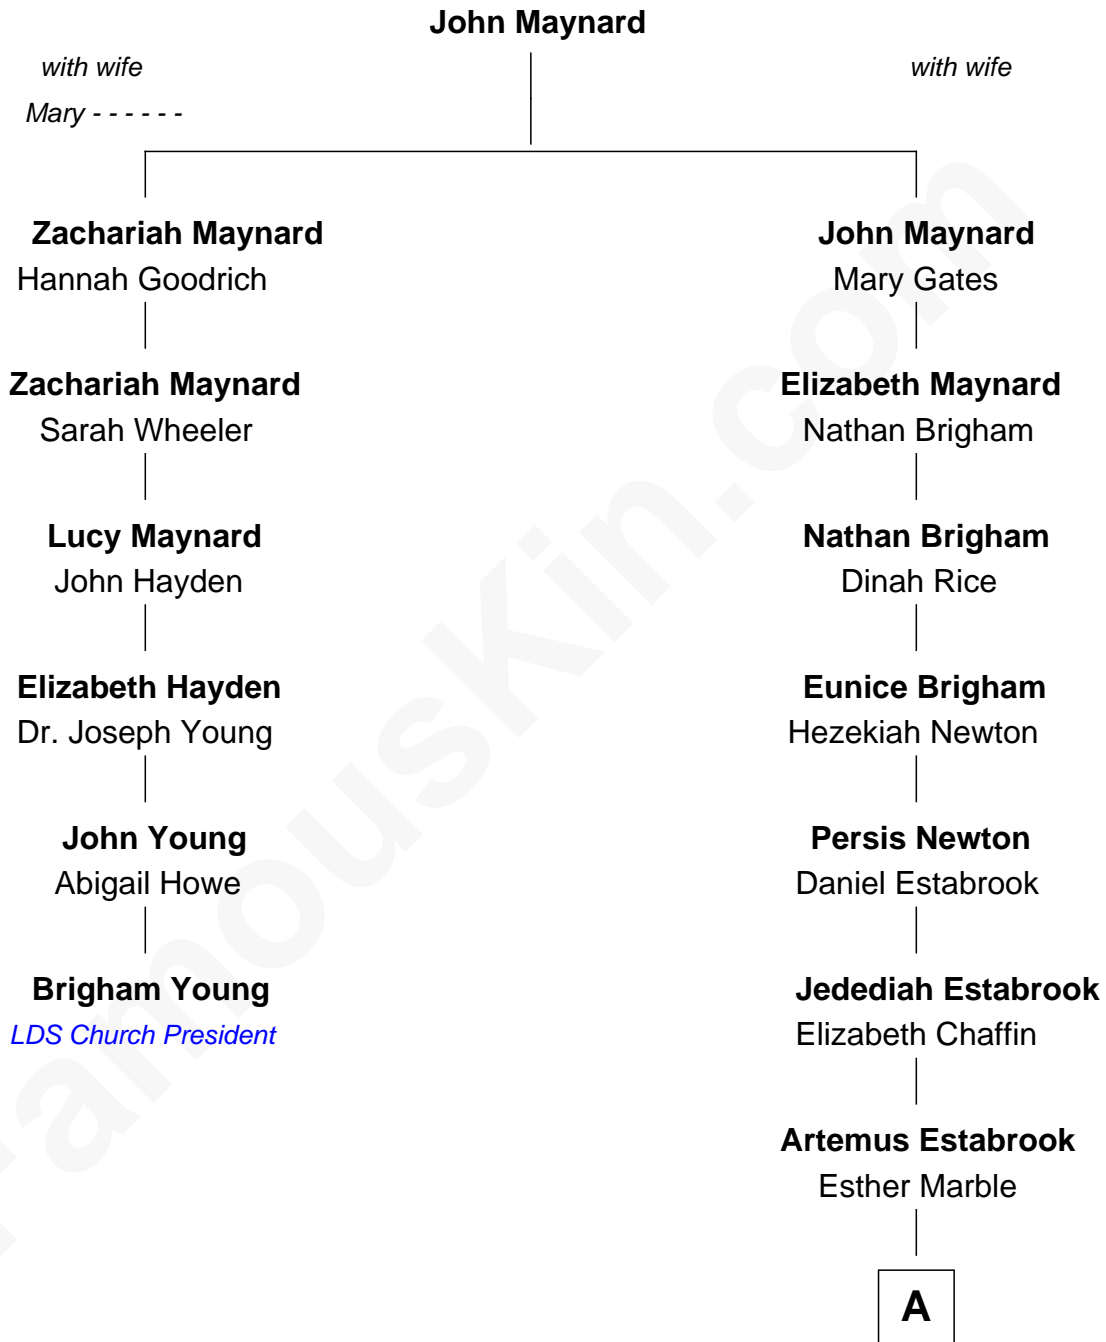 John Maynard
with wife
with wife
Mary - - - - - -
Zachariah Maynard
John Maynard
Hannah Goodrich
Mary Gates
Zachariah Maynard
Elizabeth Maynard
Sarah Wheeler
Nathan Brigham
Lucy Maynard
Nathan Brigham
John Hayden
Dinah Rice
Elizabeth Hayden
Eunice Brigham
Dr. Joseph Young
Hezekiah Newton
John Young
Persis Newton
Abigail Howe
Daniel Estabrook
Brigham Young
Jedediah Estabrook
LDS Church President
Elizabeth Chaffin
Artemus Estabrook
Esther Marble
A
FamousKin.com